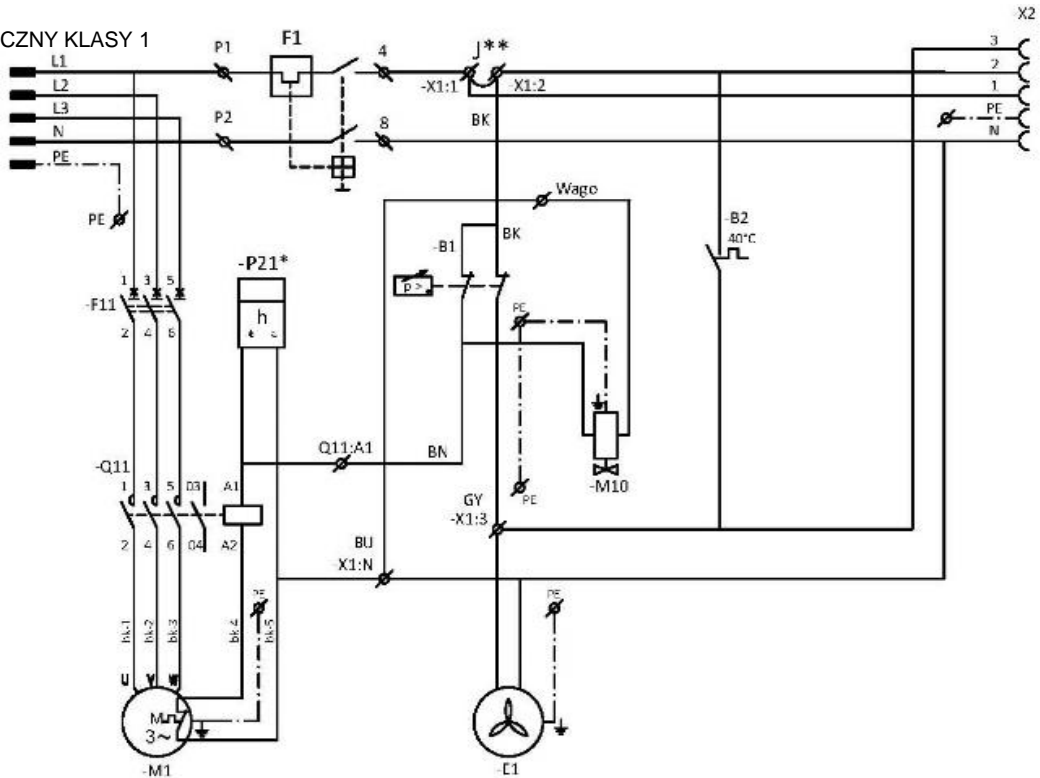 -X2
CZNY KLASY 1
P1
F1
4
J**
3
L1
2
-X1:1
-X1:2
L2
1
L3
P2
8
BK
PE
N
N
PE
Wago
PE
-B2
-B1
BK
40°C
-P21*
p>
1 3 5
-F11
h
PE
2 4 6
Q11:A1
BN
-Q11
-M10
1 3 5 03 A1
GY
PE
-X1:3
2 4 6 04 A2
BU
-X1:N
PE
PE
bk-1
bk-2
bk-3
bk-4
bk-5
U V W
M
3~
-M1
-E1